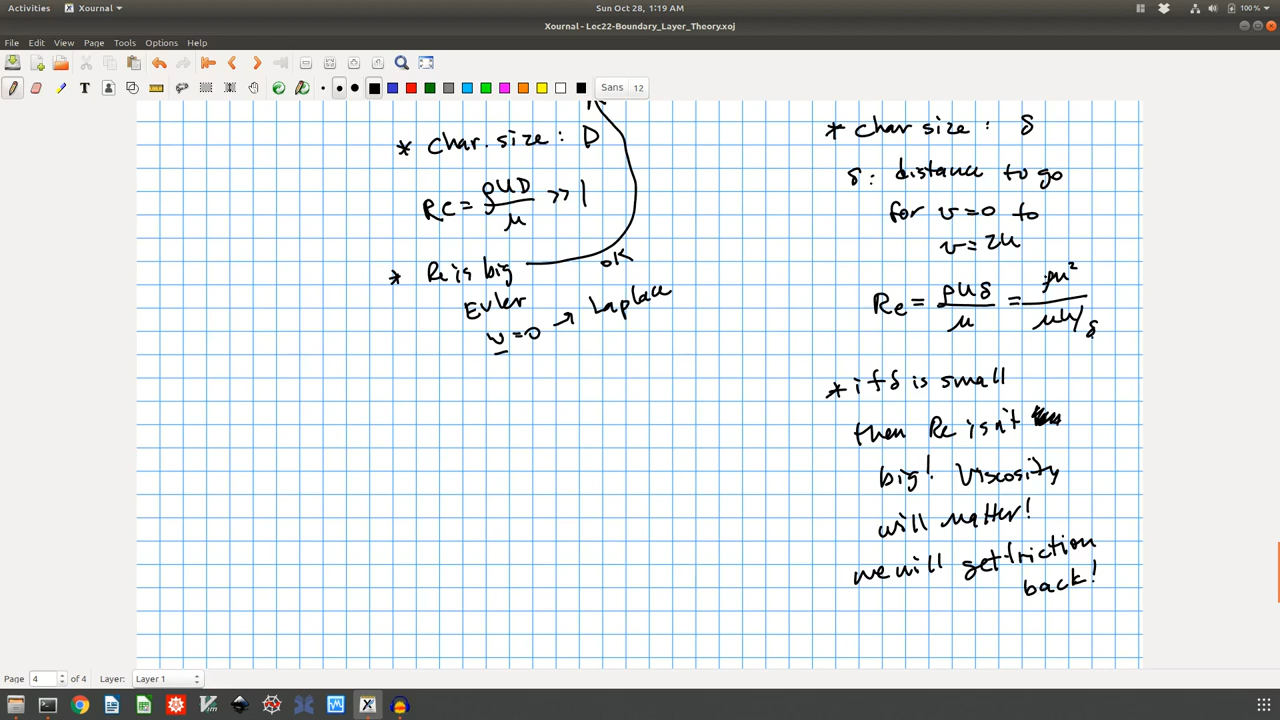 Activities Xournal Sun Oct 28, 1:19 AM 100 %
Xournal - Lec22-Boundary_Layer_Theory.xoj
File Edit View Page Tools Options Help
Sans 12
* char. size : D
Re = ρUD/μ >> 1
* Re is big
OK
Euler
w = 0 → Laplace
* char size : δ
δ : distance to go
for v=0 to
v=2U
Re = ρUδ/μ = ρU²/μU/δ
* if δ is small
then Re isn't
big! Viscosity
will matter!
we will get friction
back!
Page 4 of 4 Layer: Layer 1